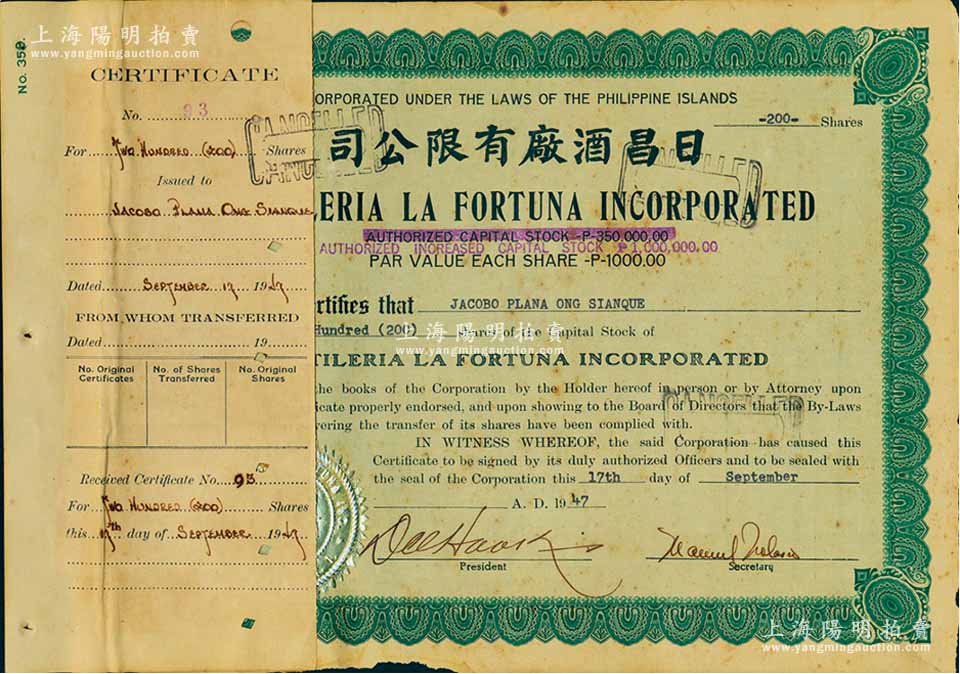 上海陽明拍賣
www.yangmingauction.com
No. 359.
CERTIFICATE
No. 93
For Two Hundred (200) Shares
Issued to
Jacobo Plana Ong Sianque
Dated September 17 1947
FROM WHOM TRANSFERRED
Dated 19
No. Original Certificates
No. of Shares Transferred
No. Original Shares
Received Certificate No. 93
For Two Hundred (200) Shares
this 17th day of September 1947
CANCELLED
CANCELLED
ORPORATED UNDER THE LAWS OF THE PHILIPPINE ISLANDS
-200- Shares
司公限有廠酒昌日
CANCELLED
LERIA LA FORTUNA INCORPORATED
AUTHORIZED CAPITAL STOCK -P-350.000.00
AUTHORIZED INCREASED CAPITAL STOCK ₱1,000,000.00
PAR VALUE EACH SHARE -P-1000.00
rtifies that JACOBO PLANA ONG SIANQUE
Hundred (200) Shares of the Capital Stock of
上海陽明拍賣
www.yangmingauction.com
TILERIA LA FORTUNA INCORPORATED
the books of the Corporation by the Holder hereof in person or by Attorney upon
icate properly endorsed, and upon showing to the Board of Directors that the By-Laws
CANCELLED
vering the transfer of its shares have been complied with.
IN WITNESS WHEREOF, the said Corporation has caused this
Certificate to be signed by its duly authorized Officers and to be sealed with
the seal of the Corporation this 17th day of September
A. D. 1947
President
Secretary
上海陽明拍賣
www.yangmingauction.com